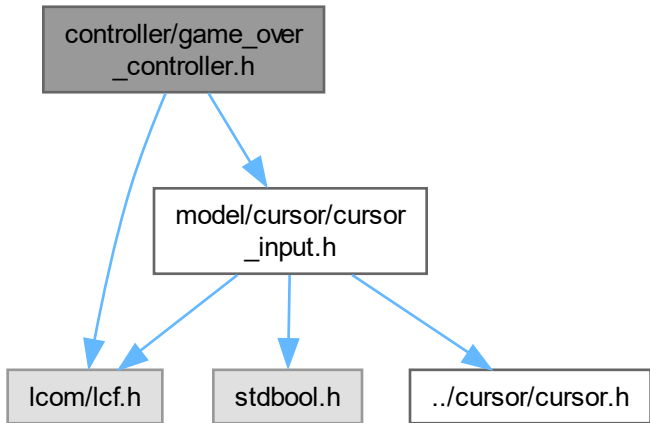 controller/game_over
_controller.h
model/cursor/cursor
_input.h
lcom/lcf.h
stdbool.h
../cursor/cursor.h